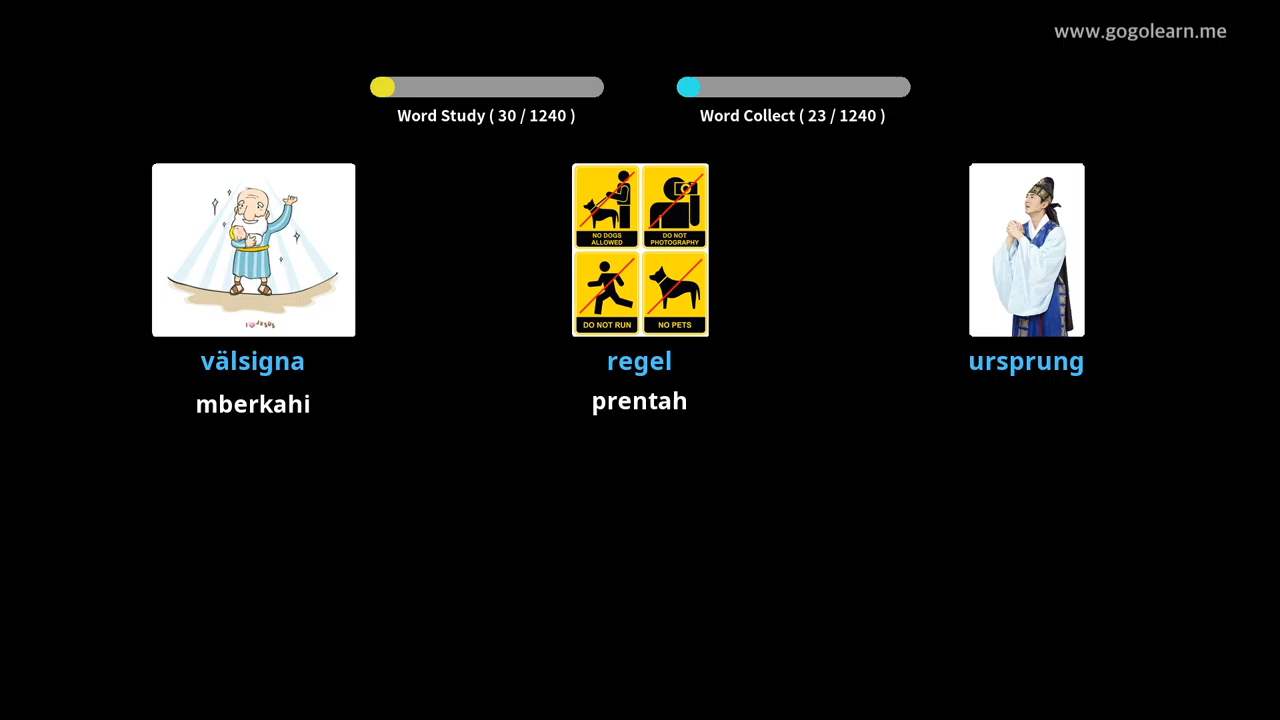 www.gogolearn.me
Word Study ( 30 / 1240 )
Word Collect ( 23 / 1240 )
I JESUS
NO DOGS
ALLOWED
DO NOT
PHOTOGRAPHY
DO NOT RUN
NO PETS
välsigna
regel
ursprung
mberkahi
prentah